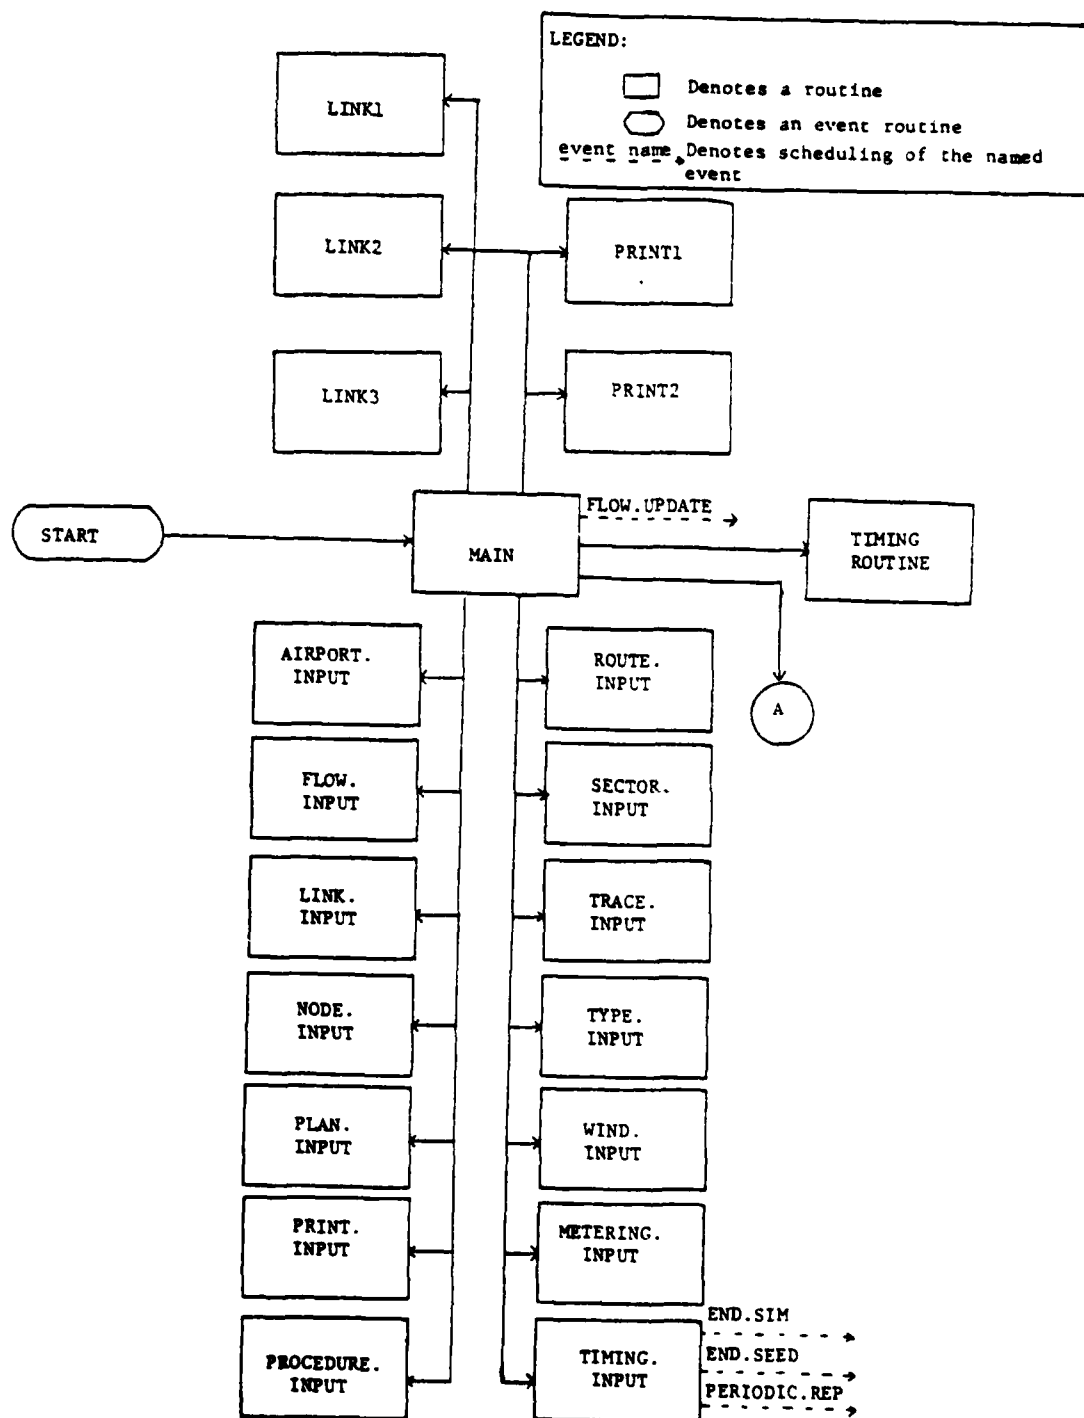 LEGEND:
Denotes a routine
Denotes an event routine
event name Denotes scheduling of the named
event
LINK1
LINK2
PRINT1
LINK3
PRINT2
START
MAIN
FLOW.UPDATE
TIMING
ROUTINE
A
AIRPORT.
INPUT
ROUTE.
INPUT
FLOW.
INPUT
SECTOR.
INPUT
LINK.
INPUT
TRACE.
INPUT
NODE.
INPUT
TYPE.
INPUT
PLAN.
INPUT
WIND.
INPUT
PRINT.
INPUT
METERING.
INPUT
PROCEDURE.
INPUT
TIMING.
INPUT
END.SIM
END.SEED
PERIODIC.REP